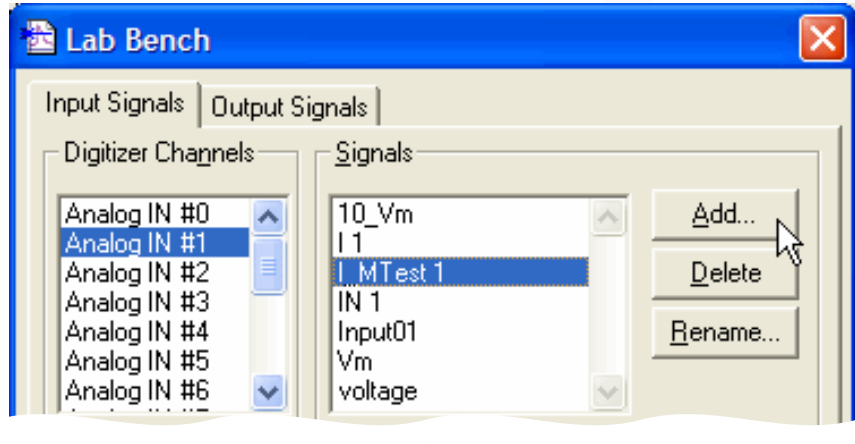 Lab Bench
Input Signals
Output Signals
Digitizer Channels
Analog IN #0
Analog IN #1
Analog IN #2
Analog IN #3
Analog IN #4
Analog IN #5
Analog IN #6
Signals
10_Vm
I 1
I_MTest 1
IN 1
Input01
Vm
voltage
Add...
Delete
Rename...